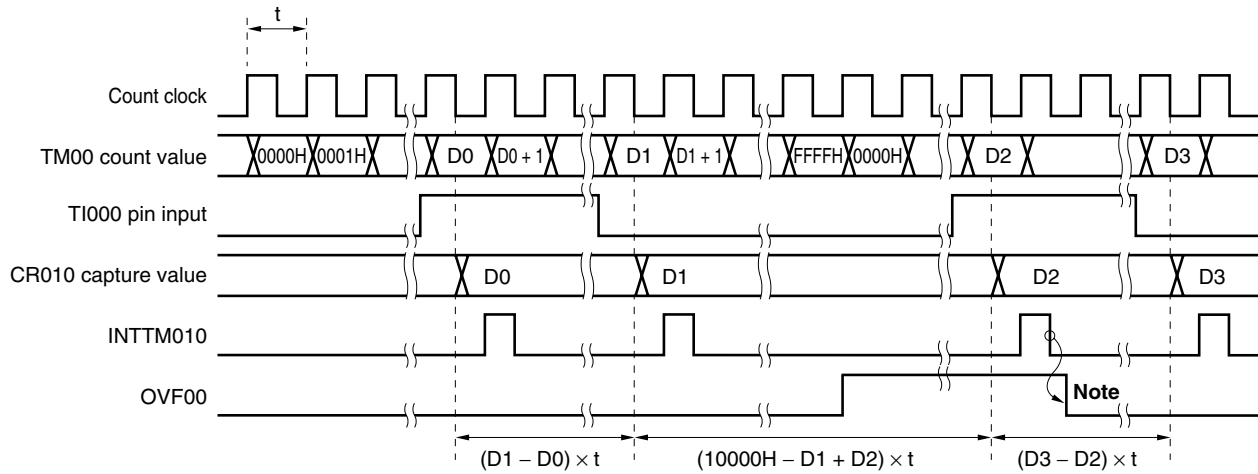 t
Count clock
TM00 count value 0000H 0001H D0 D0 + 1 D1 D1 + 1 FFFFH 0000H D2 D3
TI000 pin input
CR010 capture value D0 D1 D2 D3
INTTM010
OVF00 Note
(D1 − D0) × t (10000H − D1 + D2) × t (D3 − D2) × t